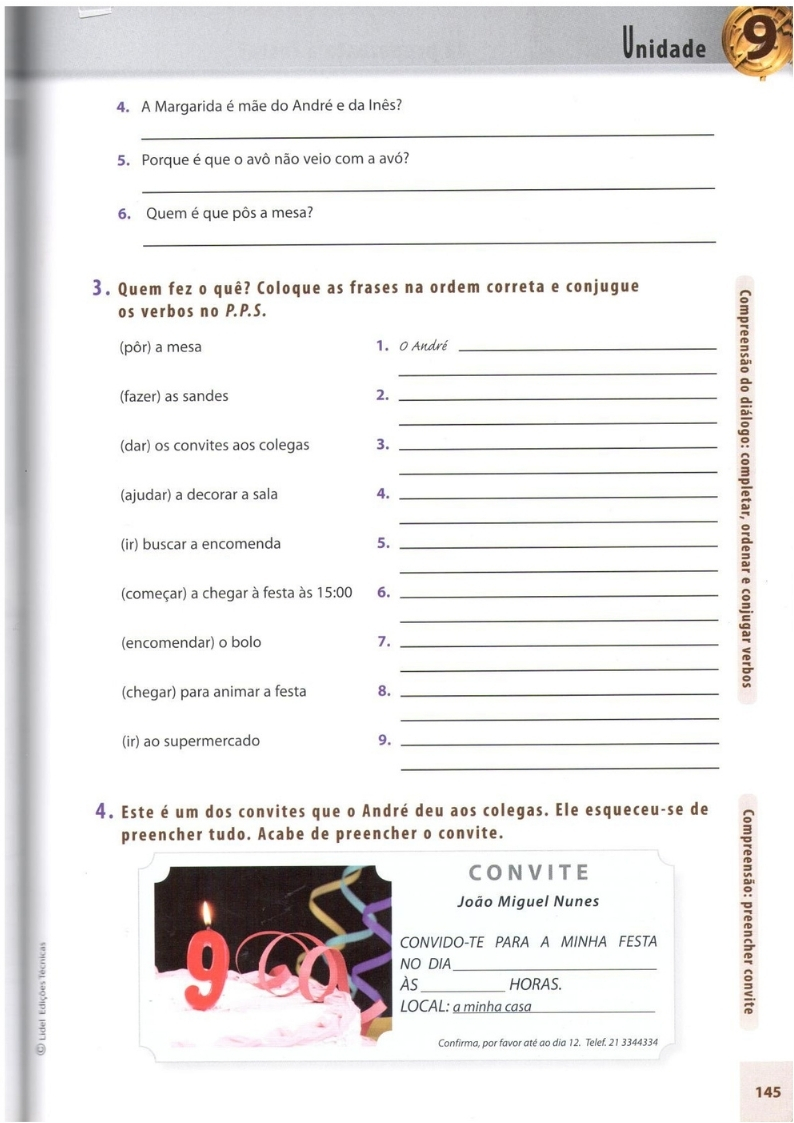 Unidade 9
4. A Margarida é mãe do André e da Inês?
5. Porque é que o avô não veio com a avó?
6. Quem é que pôs a mesa?
3. Quem fez o quê? Coloque as frases na ordem correta e conjugue
os verbos no P.P.S.
(pôr) a mesa 1. O André
(fazer) as sandes 2.
(dar) os convites aos colegas 3.
(ajudar) a decorar a sala 4.
(ir) buscar a encomenda 5.
(começar) a chegar à festa às 15:00 6.
(encomendar) o bolo 7.
(chegar) para animar a festa 8.
(ir) ao supermercado 9.
Compreensão do diálogo: completar, ordenar e conjugar verbos
4. Este é um dos convites que o André deu aos colegas. Ele esqueceu-se de
preencher tudo. Acabe de preencher o convite.
CONVITE
João Miguel Nunes
CONVIDO-TE PARA A MINHA FESTA
NO DIA
ÀS HORAS.
LOCAL: a minha casa
Confirma, por favor até ao dia 12. Telef. 21 3344334
9
Compreensão: preencher convite
© Lidel Edições Técnicas
145